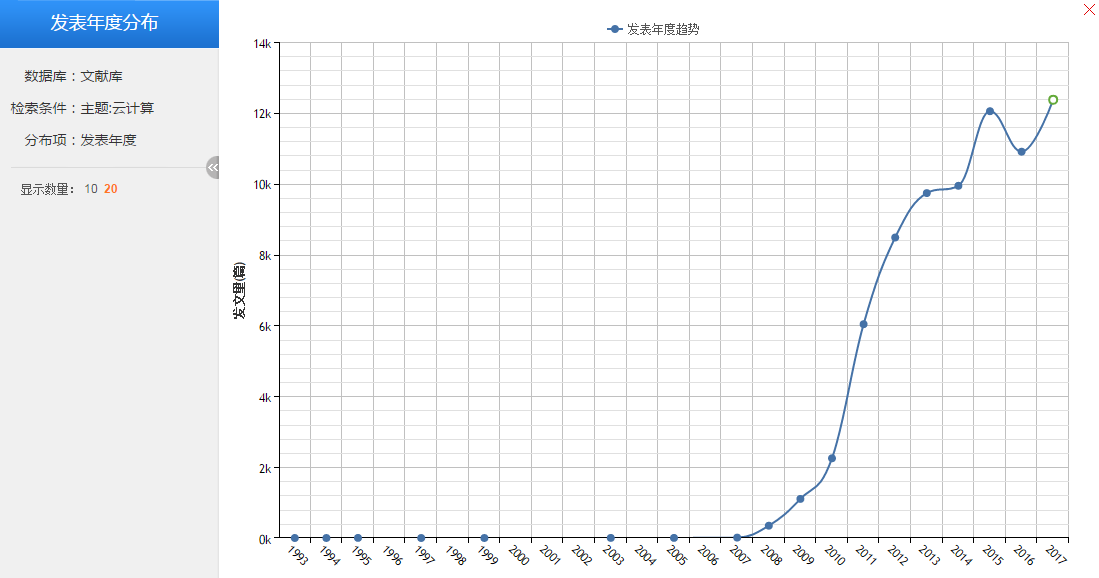 发表年度分布
数据库：文献库
检索条件：主题:云计算
分布项：发表年度
显示数量： 10 20
发表年度趋势
14k
12k
10k
8k
6k
4k
2k
0k
发文量(篇)
1993 1994 1995 1996 1997 1998 1999 2000 2001 2002 2003 2004 2005 2006 2007 2008 2009 2010 2011 2012 2013 2014 2015 2016 2017